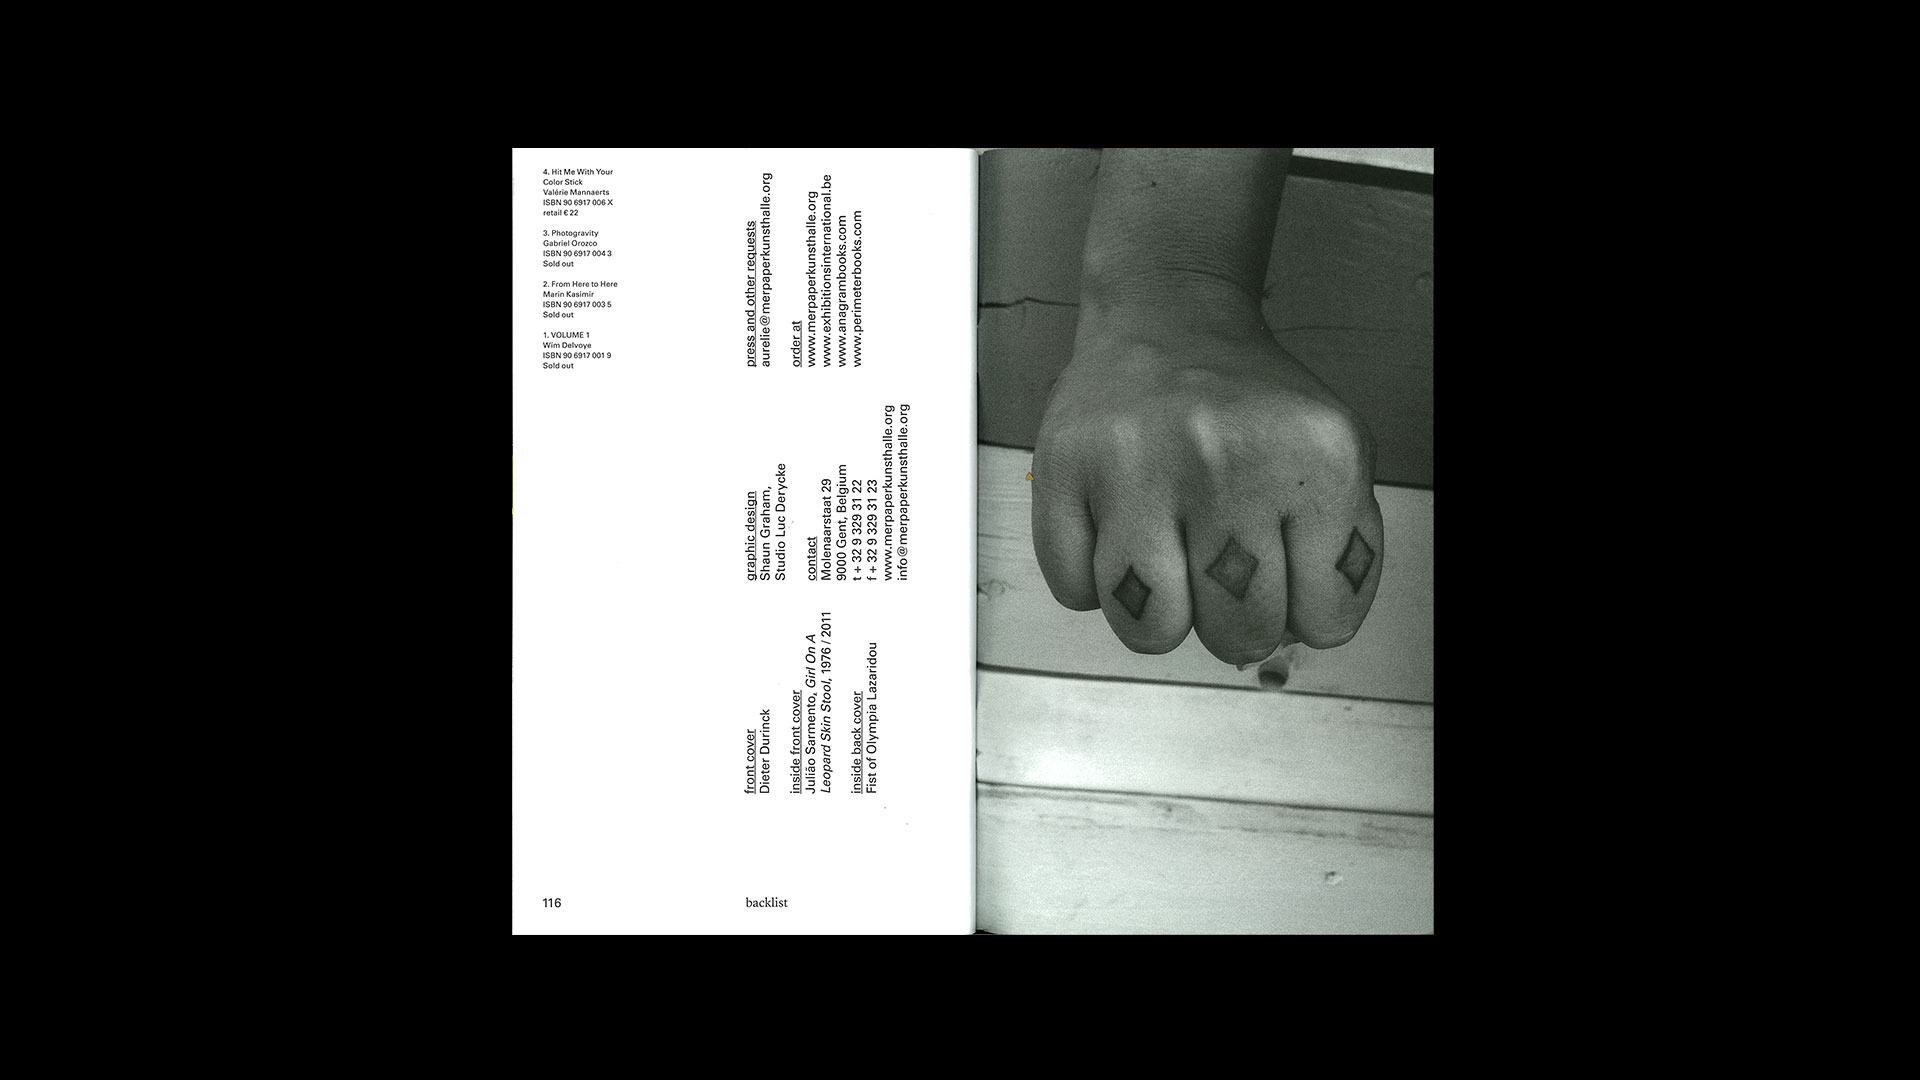 4. Hit Me With Your
Color Stick
Valérie Mannaerts
ISBN 90 6917 006 X
retail € 22
3. Photogravity
Gabriel Orozco
ISBN 90 6917 004 3
Sold out
2. From Here to Here
Marin Kasimir
ISBN 90 6917 003 5
Sold out
1. VOLUME 1
Wim Delvoye
ISBN 90 6917 001 9
Sold out
front cover
Dieter Durinck
inside front cover
Julião Sarmento, Girl On A
Leopard Skin Stool, 1976 / 2011
inside back cover
Fist of Olympia Lazaridou
graphic design
Shaun Graham,
Studio Luc Derycke
contact
Molenaarstaat 29
9000 Gent, Belgium
t + 32 9 329 31 22
f + 32 9 329 31 23
www.merpaperkunsthalle.org
info@merpaperkunsthalle.org
press and other requests
aurelie@merpaperkunsthalle.org
order at
www.merpaperkunsthalle.org
www.exhibitionsinternational.be
www.anagrambooks.com
www.perimeterbooks.com
116
backlist